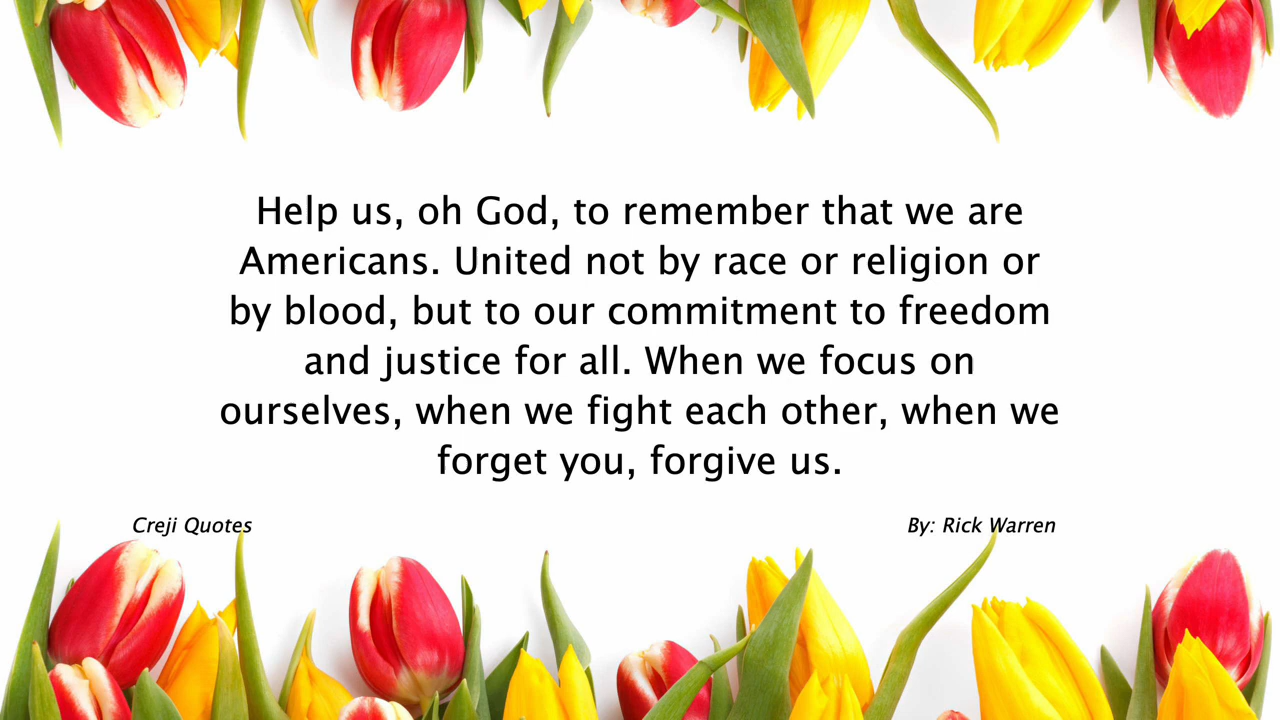 Help us, oh God, to remember that we are
Americans. United not by race or religion or
by blood, but to our commitment to freedom
and justice for all. When we focus on
ourselves, when we fight each other, when we
forget you, forgive us.
Creji Quotes
By: Rick Warren